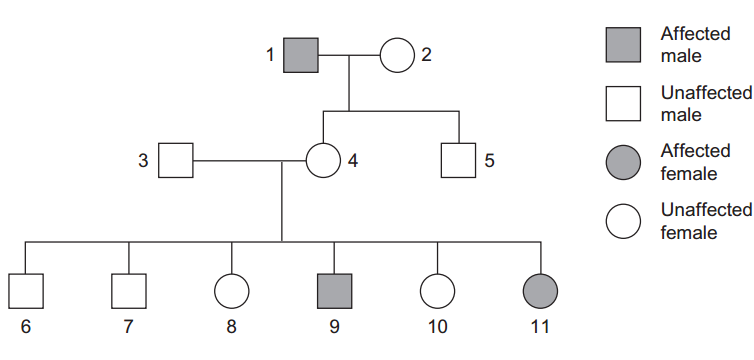 1
2
Affected
male
Unaffected
male
3
4
5
Affected
female
Unaffected
female
6
7
8
9
10
11